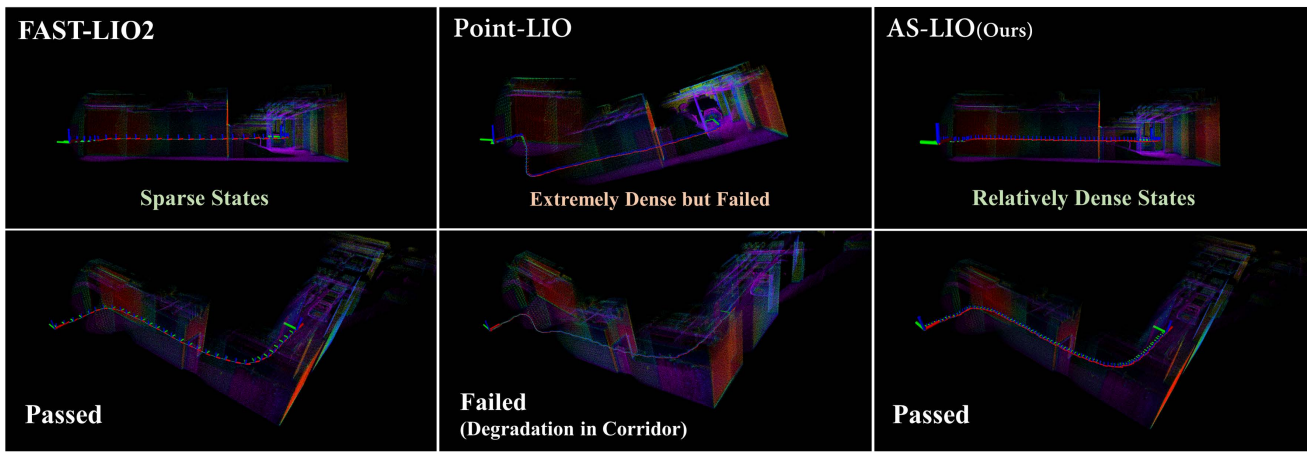 FAST-LIO2
Point-LIO
AS-LIO(Ours)
Sparse States
Extremely Dense but Failed
Relatively Dense States
Passed
Failed
(Degradation in Corridor)
Passed